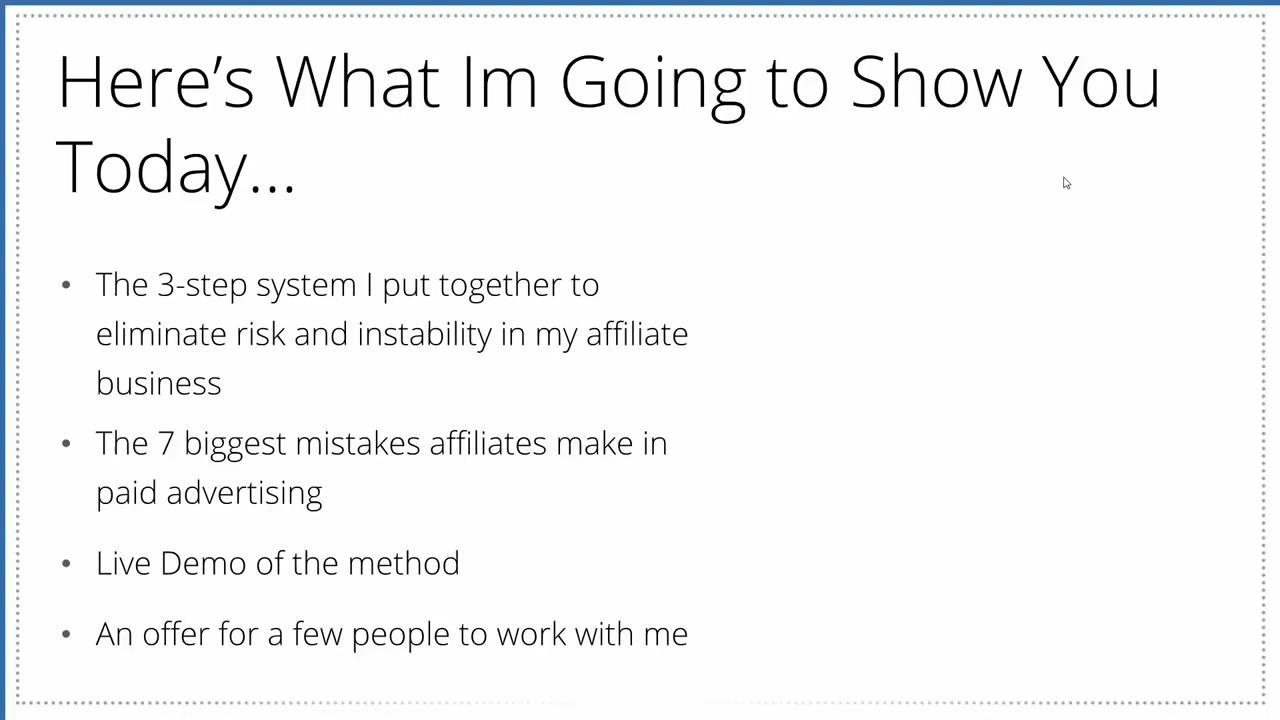 Here’s What Im Going to Show You
Today...
• The 3-step system I put together to
eliminate risk and instability in my affiliate
business
• The 7 biggest mistakes affiliates make in
paid advertising
• Live Demo of the method
• An offer for a few people to work with me